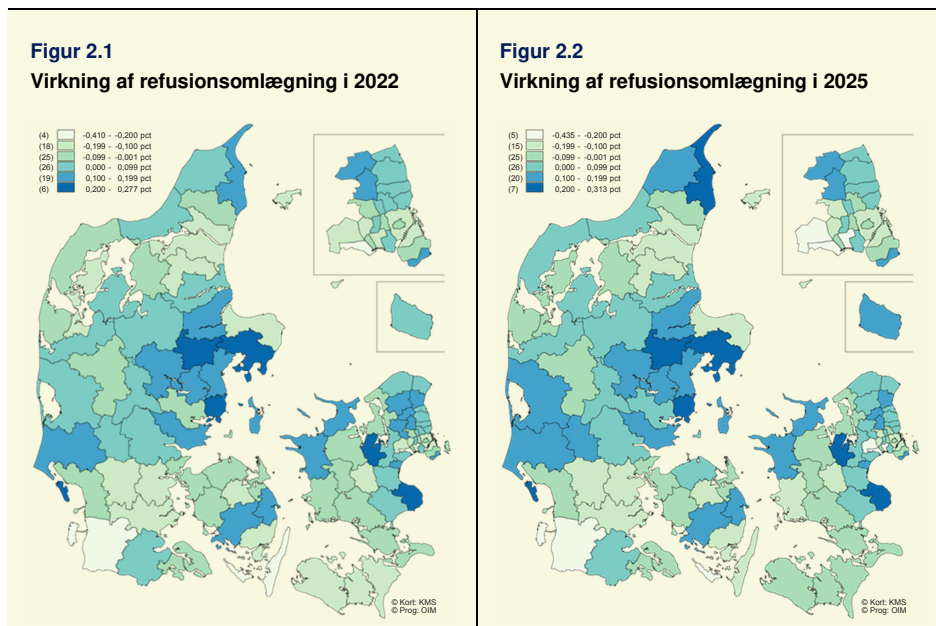 Figur 2.1
Virkning af refusionsomlægning i 2022
(4) -0,410 - -0,200 pct
(18) -0,199 - -0,100 pct
(25) -0,099 - -0,001 pct
(26) 0,000 - 0,099 pct
(19) 0,100 - 0,199 pct
(6) 0,200 - 0,277 pct
© Kort: KMS
© Prog: OIM
Figur 2.2
Virkning af refusionsomlægning i 2025
(5) -0,435 - -0,200 pct
(15) -0,199 - -0,100 pct
(25) -0,099 - -0,001 pct
(26) 0,000 - 0,099 pct
(20) 0,100 - 0,199 pct
(7) 0,200 - 0,313 pct
© Kort: KMS
© Prog: OIM